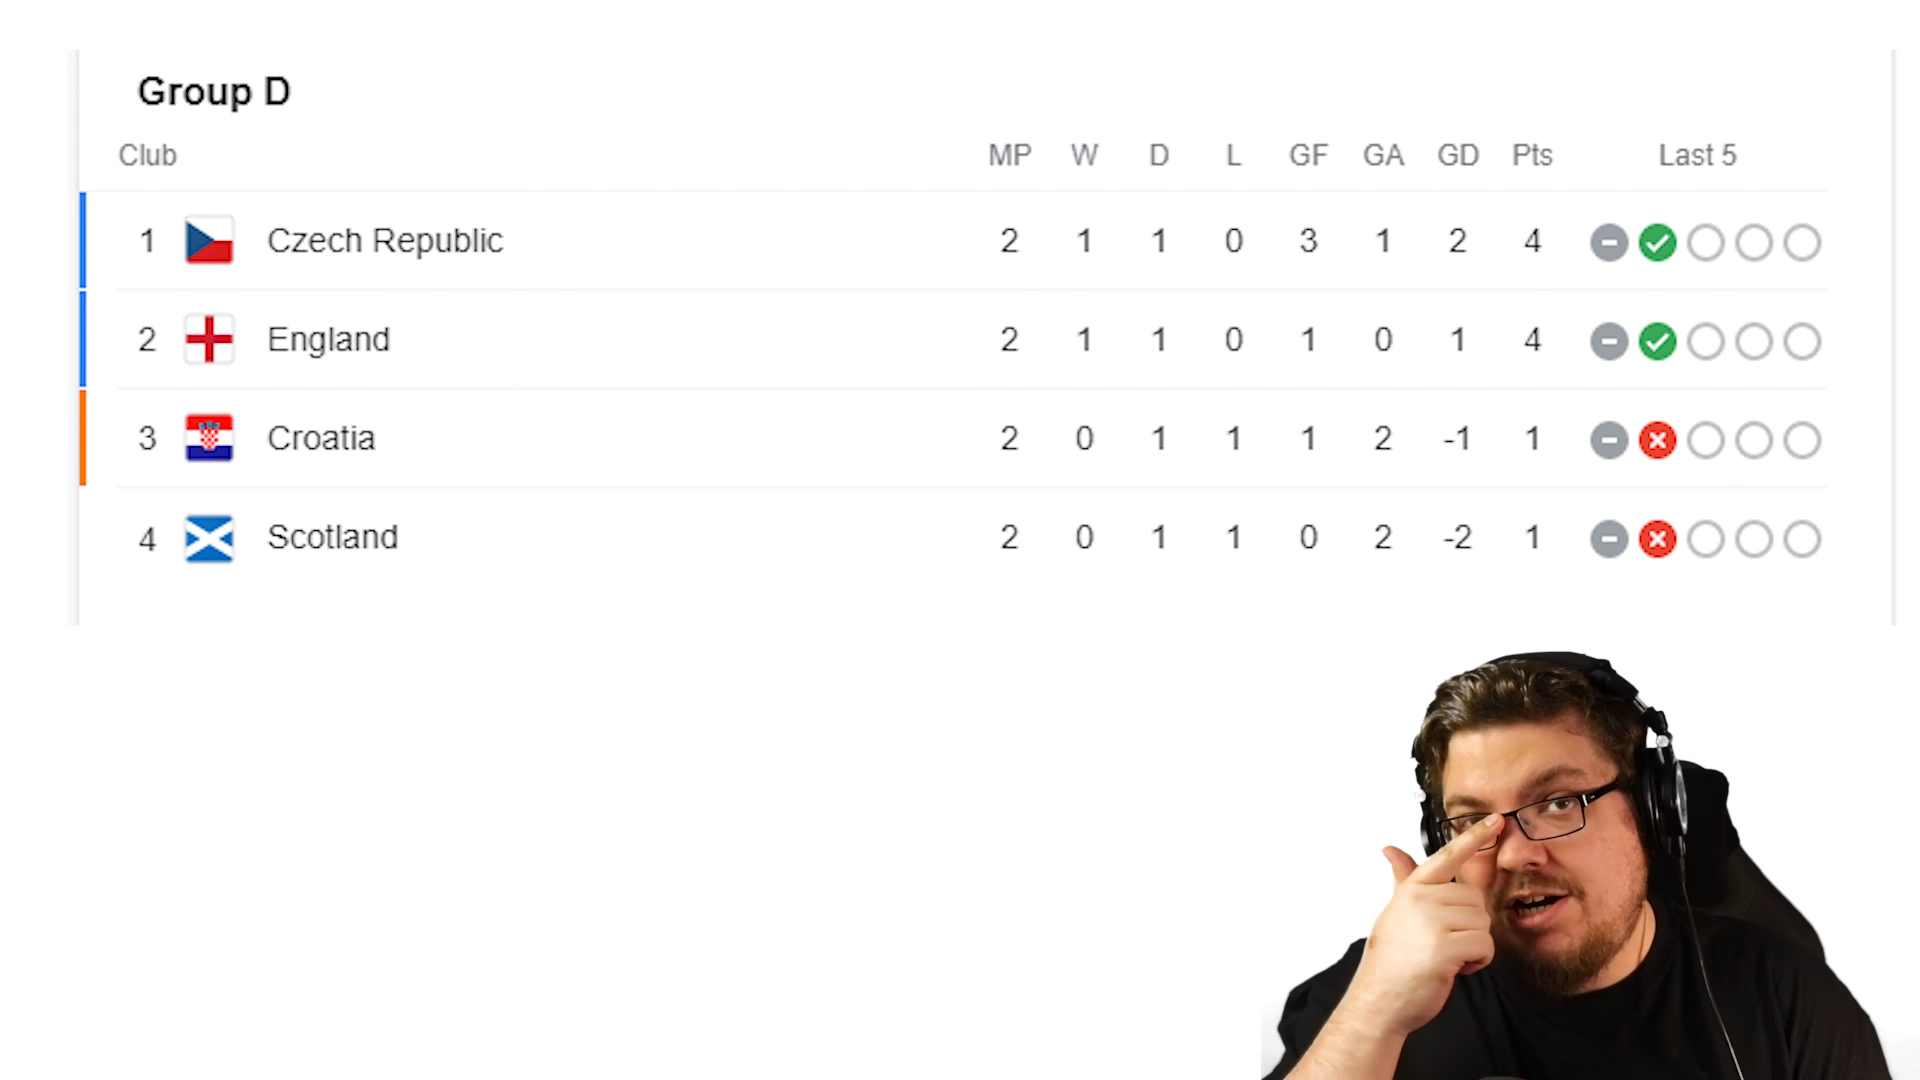 Group D
Club MP W D L GF GA GD Pts Last 5
1 Czech Republic 2 1 1 0 3 1 2 4
2 England 2 1 1 0 1 0 1 4
3 Croatia 2 0 1 1 1 2 -1 1
4 Scotland 2 0 1 1 0 2 -2 1